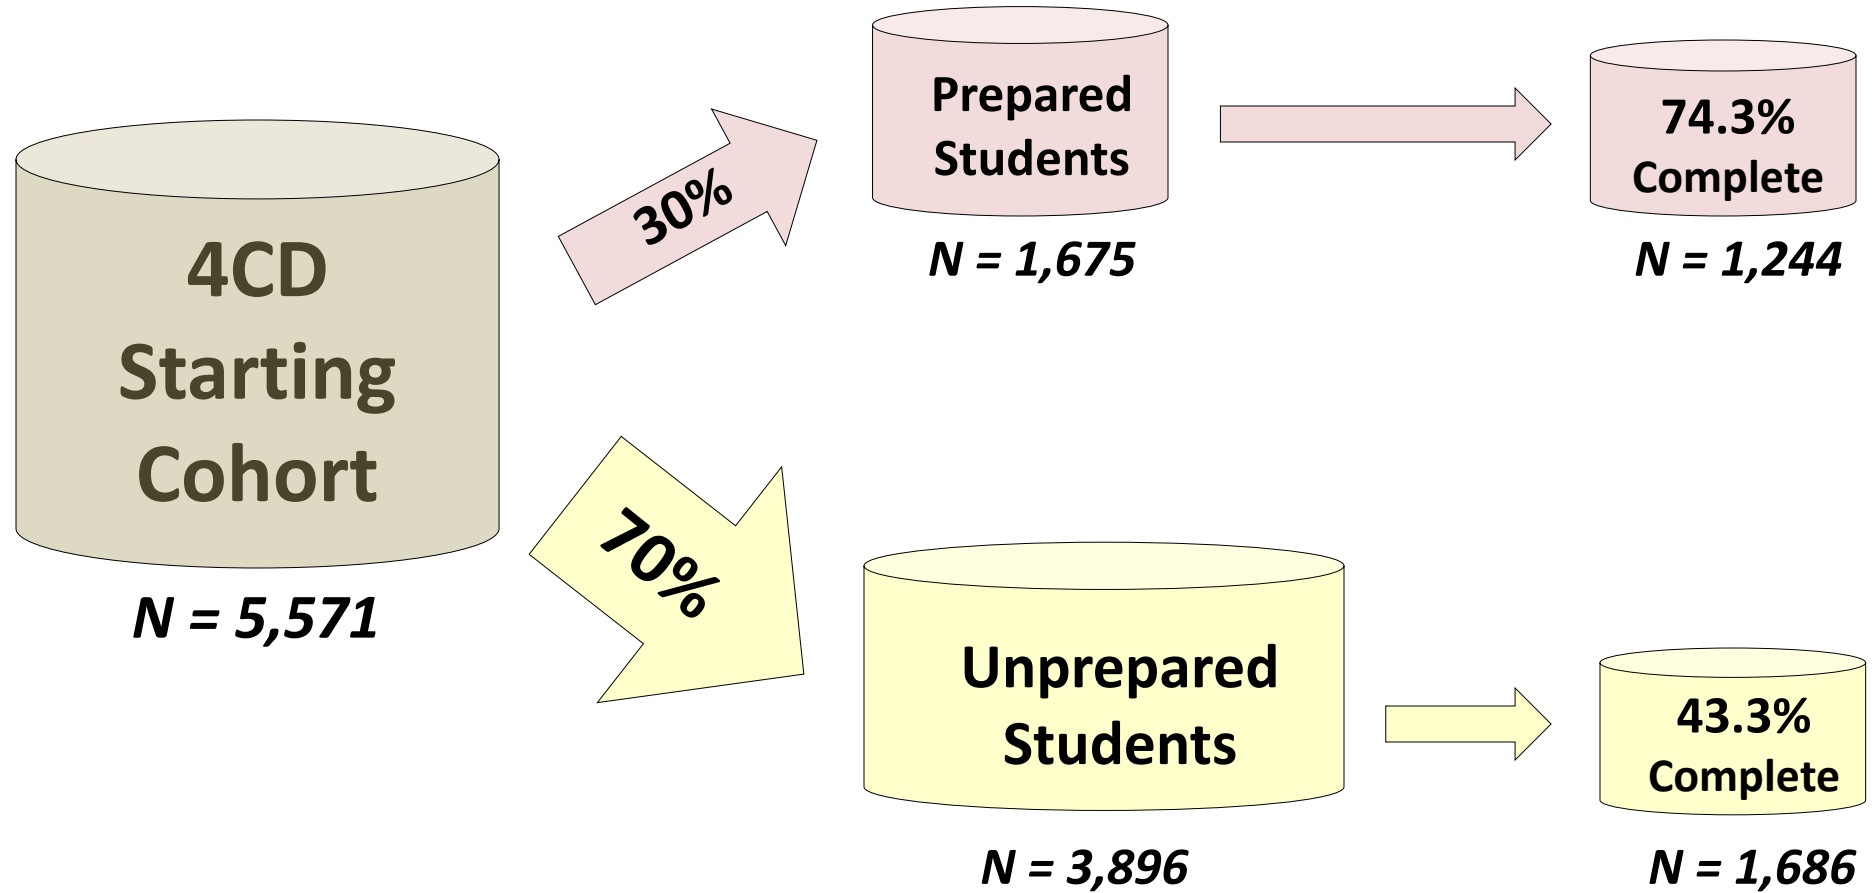 4CD
Starting
Cohort
N = 5,571
30%
Prepared
Students
N = 1,675
74.3%
Complete
N = 1,244
70%
Unprepared
Students
N = 3,896
43.3%
Complete
N = 1,686